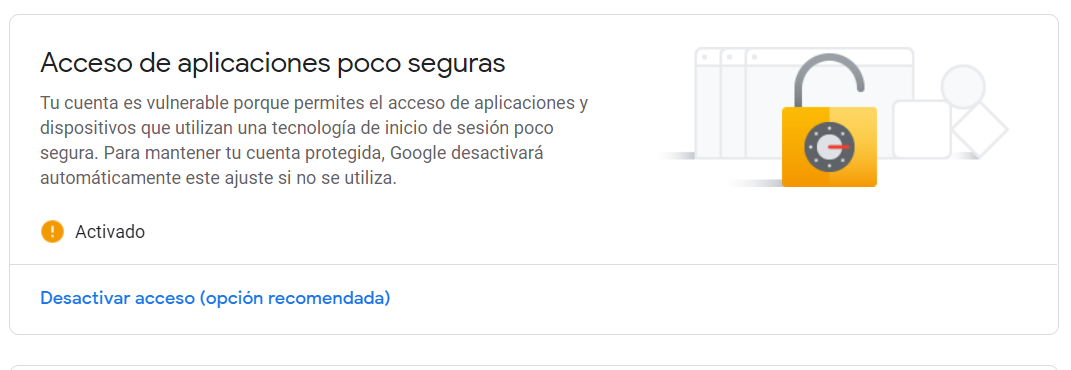 Acceso de aplicaciones poco seguras
Tu cuenta es vulnerable porque permites el acceso de aplicaciones y
dispositivos que utilizan una tecnología de inicio de sesión poco
segura. Para mantener tu cuenta protegida, Google desactivará
automáticamente este ajuste si no se utiliza.
Activado
Desactivar acceso (opción recomendada)